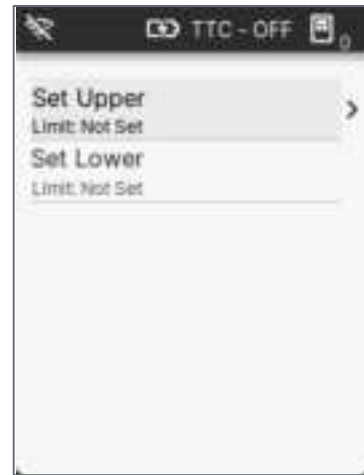 TTC - OFF 0
Set Upper
Limit: Not Set
Set Lower
Limit: Not Set